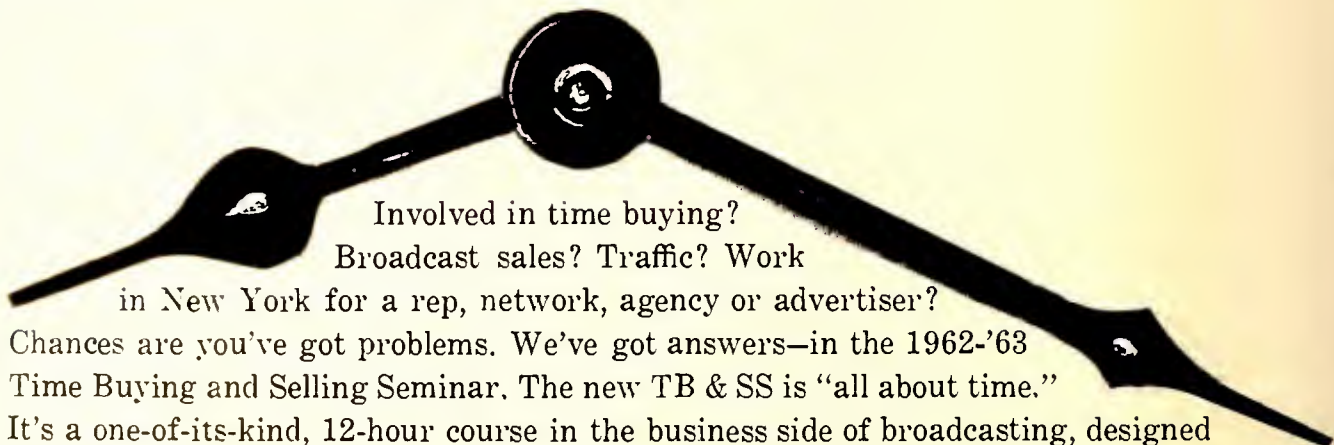 Involved in time buying?
Broadcast sales? Traffic? Work
in New York for a rep, network, agency or advertiser?
Chances are you've got problems. We've got answers—in the 1962-'63
Time Buying and Selling Seminar. The new TB & SS is "all about time."
It's a one-of-its-kind, 12-hour course in the business side of broadcasting, designed